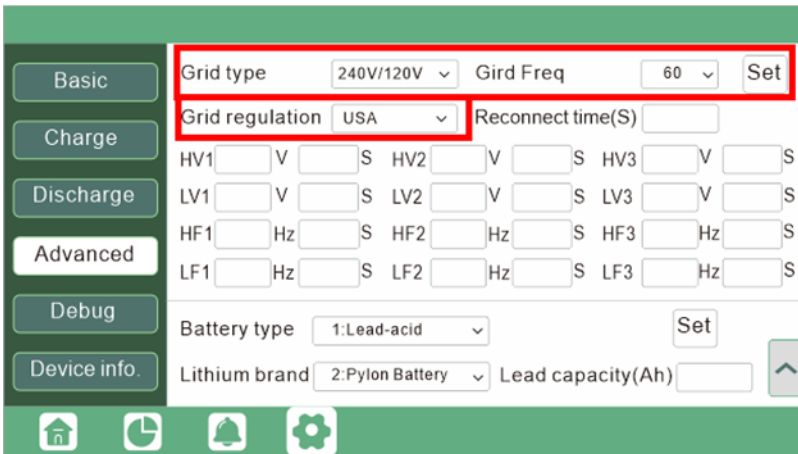 Basic
Charge
Discharge
Advanced
Debug
Device info.
Grid type 240V/120V Gird Freq 60 Set
Grid regulation USA Reconnect time(S)
HV1 V S HV2 V S HV3 V S
LV1 V S LV2 V S LV3 V S
HF1 Hz S HF2 Hz S HF3 Hz S
LF1 Hz S LF2 Hz S LF3 Hz S
Battery type 1:Lead-acid Set
Lithium brand 2:Pylon Battery Lead capacity(Ah)